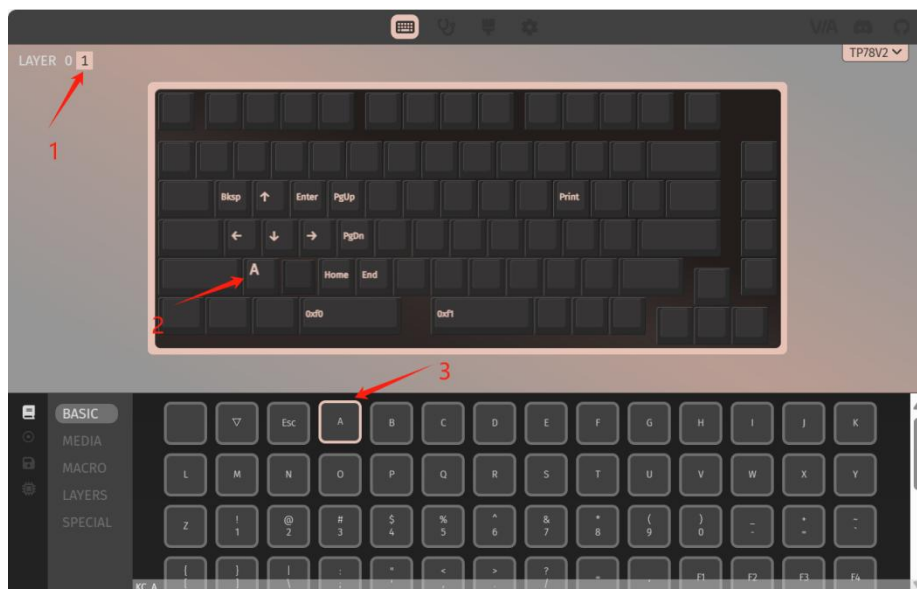 VIA
LAYER 0 1
TP78V2
1
Bksp ↑ Enter PgUp Print
← ↓ → PgDn
A Home End
2
0xf0 0xf1
3
BASIC
MEDIA
MACRO
LAYERS
SPECIAL
▽ Esc A B C D E F G H I J K
L M N O P Q R S T U V W X Y
! @ # $ % ^ & * ( ) _ + ~
Z 1 2 3 4 5 6 7 8 9 0 - =
{ } | : " < > ?
F1 F2 F3 F4
KC_A